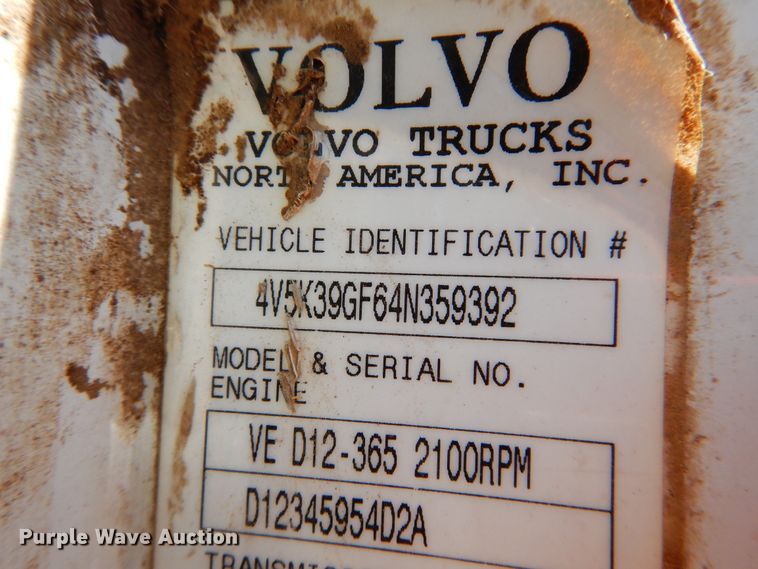 VOLVO
VOLVO TRUCKS
NORTH AMERICA, INC.
VEHICLE IDENTIFICATION #
4V5K39GF64N359392
MODEL & SERIAL NO.
ENGINE
VE D12-365 2100RPM
D12345954D2A
Purple Wave Auction